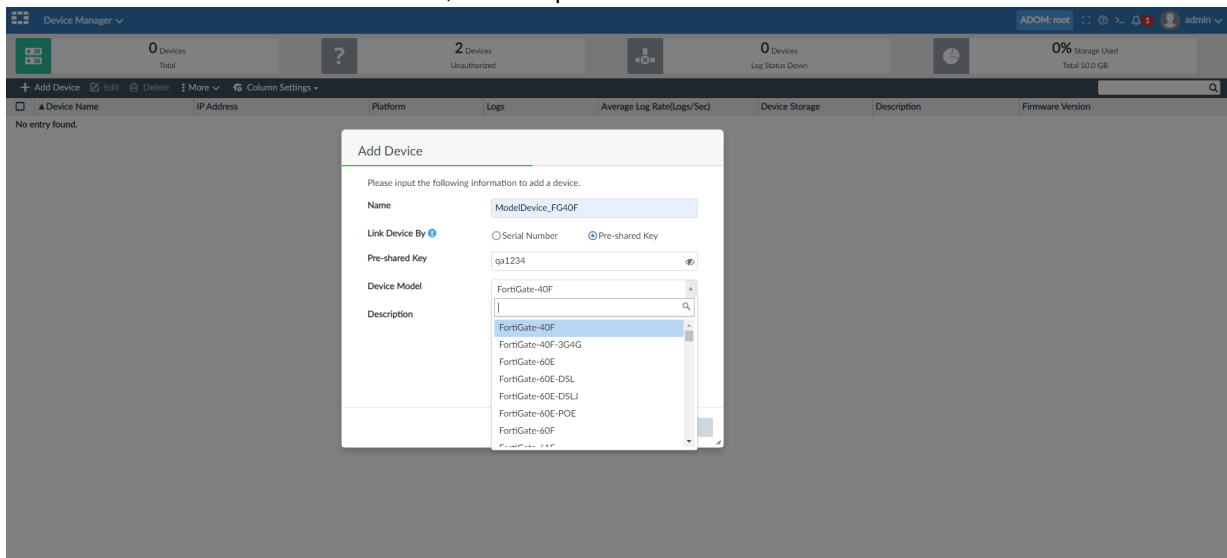 Device Manager
ADOM: root
1
admin
0 Devices
Total
2 Devices
Unauthorized
0 Devices
Log Status Down
0% Storage Used
Total 50.0 GB
+ Add Device Edit Delete More Column Settings
Device Name IP Address Platform Logs Average Log Rate(Logs/Sec) Device Storage Description Firmware Version
No entry found.
Add Device
Please input the following information to add a device.
Name ModelDevice_FG40F
Link Device By Serial Number Pre-shared Key
Pre-shared Key qa1234
Device Model FortiGate-40F
Description
FortiGate-40F
FortiGate-40F-3G4G
FortiGate-60E
FortiGate-60E-DSL
FortiGate-60E-DSLJ
FortiGate-60E-POE
FortiGate-60F